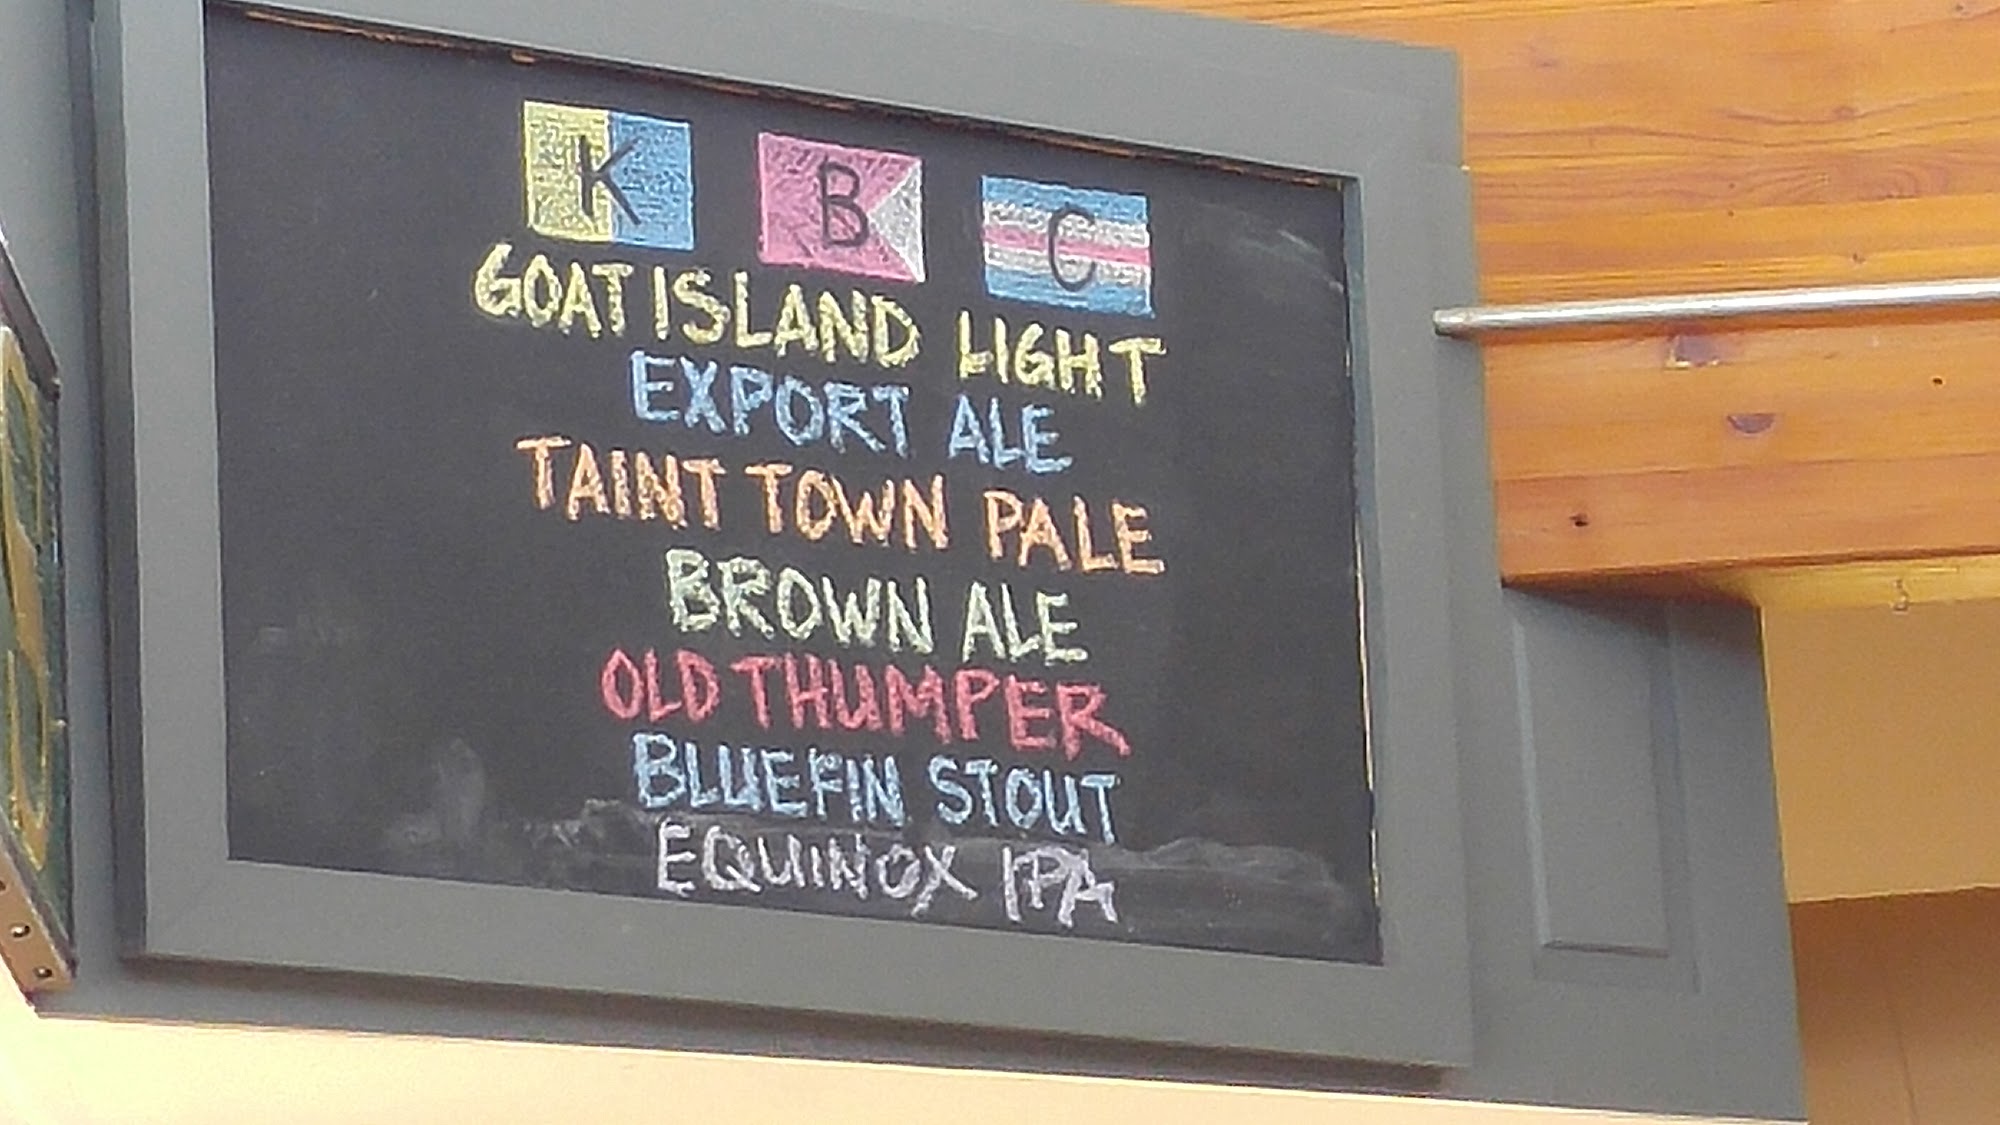 K B C
GOAT ISLAND LIGHT
EXPORT ALE
TAINT TOWN PALE
BROWN ALE
OLD THUMPER
BLUEFIN STOUT
EQUINOX IPA